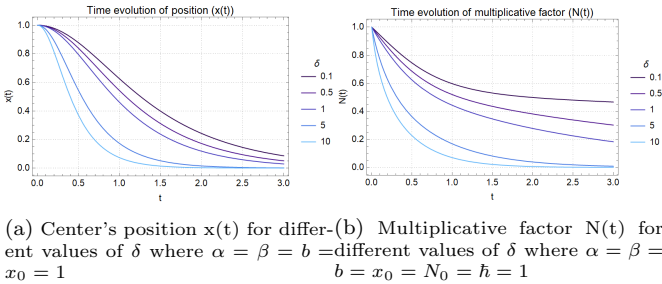 Time evolution of position (x(t))
1.0
0.8
0.6
0.4
0.2
0.0
x(t)
0.0 0.5 1.0 1.5 2.0 2.5 3.0
t
δ
0.1
0.5
1
5
10
Time evolution of multiplicative factor (N(t))
1.0
0.8
0.6
0.4
0.2
0.0
N(t)
0.0 0.5 1.0 1.5 2.0 2.5 3.0
t
δ
0.1
0.5
1
5
10
(a) Center's position x(t) for differ-
ent values of δ where α = β = b =
x₀ = 1
(b) Multiplicative factor N(t) for
different values of δ where α = β =
b = x₀ = N₀ = ℏ = 1